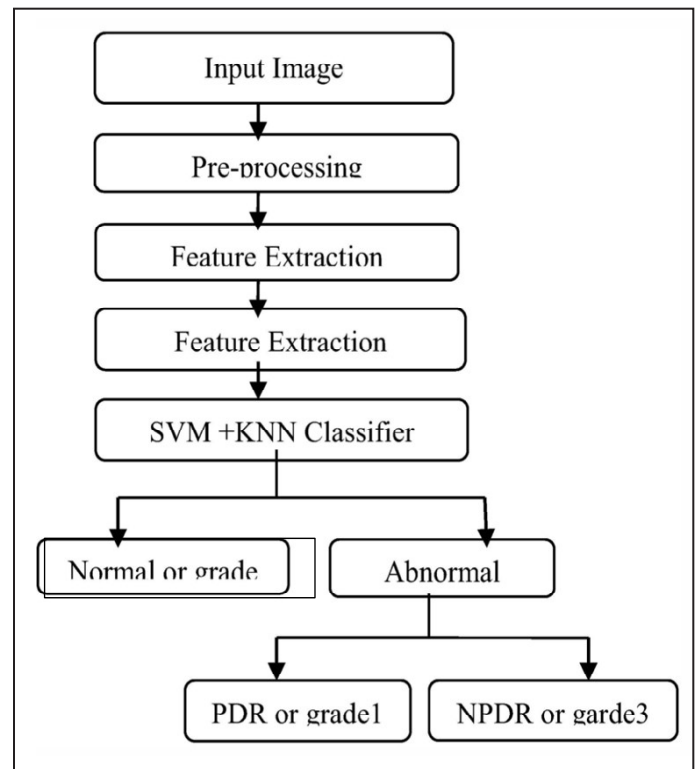 Input Image
Pre-processing
Feature Extraction
Feature Extraction
SVM +KNN Classifier
Normal or grade
Abnormal
PDR or grade1
NPDR or garde3